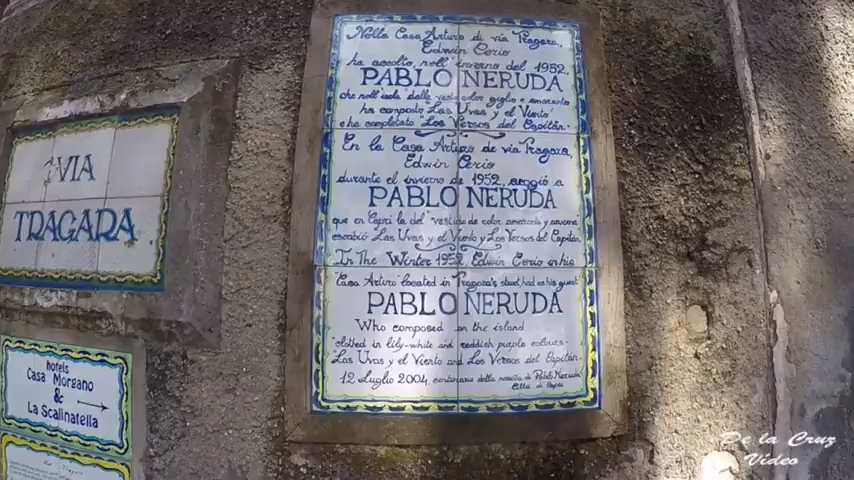 VIA
TRAGARA
hotels
Casa Morgano
&
La Scalinatella
Nella Casa Arturo di via Tragara,
Edwin Cerio
ha accolto, nell' inverno del 1952,
PABLO NERUDA
che nell'isola "della veste color giglio e amaranto"
ha composto "Las Uvas y el Viento"
e ha completato "Los Versos del Capitán".
En la Casa Arturo de via Tragara,
Edwin Cerio
durante el invierno de 1952, acogió a
PABLO NERUDA
que en Capri la del "vestido de color
escribió Las Uvas y el Viento y Los Versos del Capitán
In The Winter 1952, Edwin Cerio in his
"Casa Arturo" located in Tragara's street, had as his guest
PABLO NERUDA
Who composed on the island
"clothed in lily-white and reddish purple colours"
"Las Uvas y el Viento and Los Versos del Capitán.
12 Luglio 2004, centenario della nascita di Pablo Neruda
Città di Capri
De la Cruz
Video